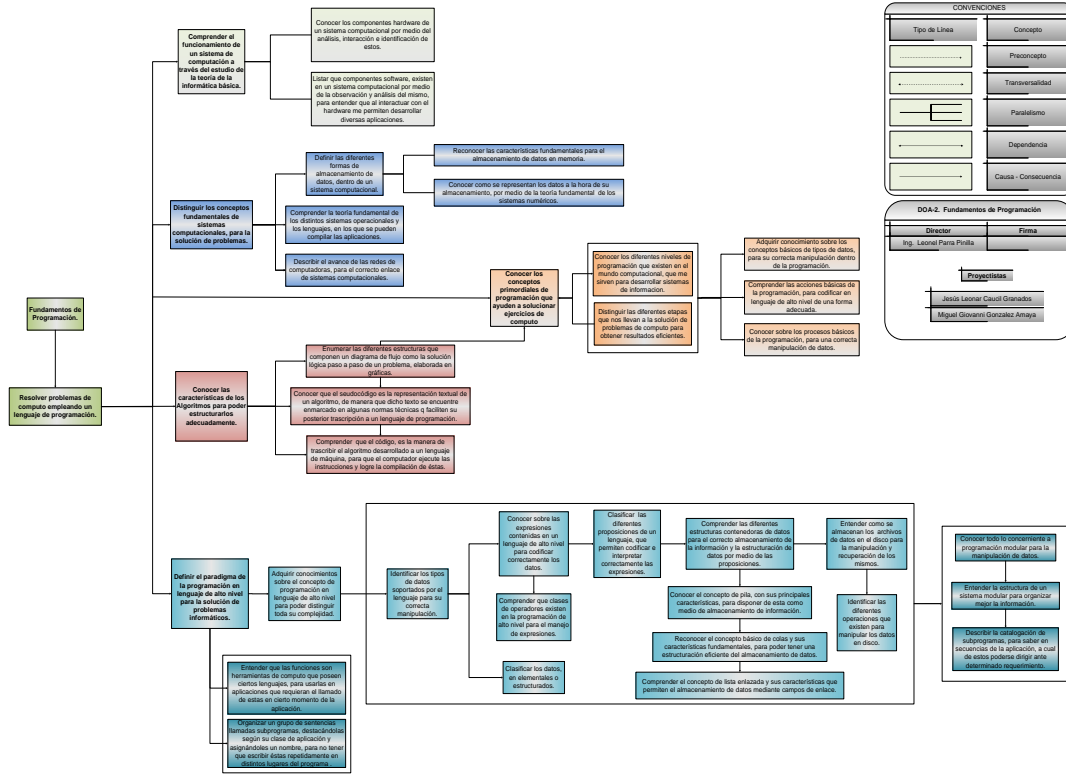 Conocer los componentes hardware de
un sistema computacional por medio del
análisis, interacción e identificación de
estos.
Comprender el
funcionamiento de
un sistema de
computación a
través del estudio de
la teoría de la
informática básica.
Listar que componentes software, existen
en un sistema computacional por medio
de la observación y análisis del mismo,
para entender que al interactuar con el
hardware me permiten desarrollar
diversas aplicaciones.
Definir las diferentes
formas de
almacenamiento de
datos, dentro de un
sistema computacional.
Reconocer las características fundamentales para el
almacenamiento de datos en memoria.
Conocer como se representan los datos a la hora de su
almacenamiento, por medio de la teoría fundamental de los
sistemas numéricos.
Distinguir los conceptos
fundamentales de
sistemas
computacionales, para la
solución de problemas.
Comprender la teoría fundamental de
los distintos sistemas operacionales y
los lenguajes, en los que se pueden
compilar las aplicaciones.
Describir el avance de las redes de
computadoras, para el correcto enlace
de sistemas computacionales.
Conocer los
conceptos
primordiales de
programación que
ayuden a solucionar
ejercicios de
computo
Conocer los diferentes niveles de
programación que existen en el
mundo computacional, que me
sirven para desarrollar sistemas
de informacion.
Distinguir las diferentes etapas
que nos llevan a la solución de
problemas de computo para
obtener resultados eficientes.
Adquirir conocimiento sobre los
conceptos básicos de tipos de datos,
para su correcta manipulación dentro
de la programación.
Comprender las acciones básicas de
la programación, para codificar en
lenguaje de alto nivel de una forma
adecuada.
Conocer sobre los procesos básicos
de la programación, para una correcta
manipulación de datos.
Fundamentos de
Programación.
Resolver problemas de
computo empleando un
lenguaje de programación.
Conocer las
características de los
Algoritmos para poder
estructurarlos
adecuadamente.
Enumerar las diferentes estructuras que
componen un diagrama de flujo como la solución
lógica paso a paso de un problema, elaborada en
gráficas.
Conocer que el seudocódigo es la representación textual de
un algoritmo, de manera que dicho texto se encuentre
enmarcado en algunas normas técnicas q faciliten su
posterior trascripción a un lenguaje de programación.
Comprender que el código, es la manera de
trascribir el algoritmo desarrollado a un lenguaje
de máquina, para que el computador ejecute las
instrucciones y logre la compilación de éstas.
Definir el paradigma de
la programación en
lenguaje de alto nivel
para la solución de
problemas
informáticos.
Adquirir conocimientos
sobre el concepto de
programación en
lenguaje de alto nivel
para poder distinguir
toda su complejidad.
Identificar los tipos
de datos
soportados por el
lenguaje para su
correcta
manipulación.
Conocer sobre las
expresiones
contenidas en un
lenguaje de alto nivel
para codificar
correctamente los
datos.
Comprender que clases
de operadores existen
en la programación de
alto nivel para el manejo
de expresiones.
Clasificar los datos,
en elementales o
estructurados.
Clasificar las
diferentes
proposiciones de un
lenguaje, que
permiten codificar e
interpretar
correctamente las
expresiones.
Comprender las diferentes
estructuras contenedoras de datos
para el correcto almacenamiento de
la información y la estructuración de
datos por medio de las
proposiciones.
Conocer el concepto de pila, con sus principales
características, para disponer de este como
medio de almacenamiento de información.
Reconocer el concepto básico de colas y sus
características fundamentales, para poder tener una
estructuración eficiente del almacenamiento de datos.
Comprender el concepto de lista enlazada y sus características que
permiten el almacenamiento de datos mediante campos de enlace.
Entender como se
almacenan los archivos
de datos en el disco para
la manipulación y
recuperación de los
mismos.
Identificar las
diferentes
operaciones que
existen para
manipular los datos
en disco.
Conocer todo lo concerniente a
programación modular para la
manipulación de datos.
Entender la estructura de un
sistema modular para organizar
mejor la información.
Describir la catalogación de
subprogramas, para saber en
secuencias de la aplicación, a cual
de estos poderse dirigir ante
determinado requerimiento.
Entender que las funciones son
herramientas de computo que poseen
ciertos lenguajes, para usarlas en
aplicaciones que requieran el llamado
de estas en cierto momento de la
aplicación.
Organizar un grupo de sentencias
llamadas subprogramas, destacándolas
según su clase de aplicación y
asignándoles un nombre, para no tener
que escribir éstas repetidamente en
distintos lugares del programa .
CONVENCIONES
Tipo de Línea Concepto
Preconcepto
Transversalidad
Paralelismo
Dependencia
Causa - Consecuencia
DOA-2. Fundamentos de Programación
Director Firma
Ing. Leonel Parra Pinilla
Proyectistas
Jesús Leonar Caucil Granados
Miguel Giovanni Gonzalez Amaya